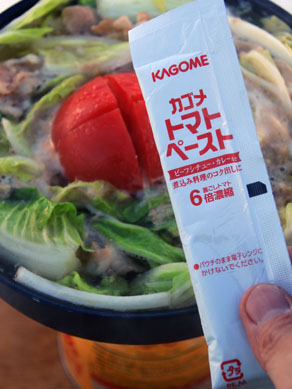 KAGOME
カゴメ
トマト
ペースト
ビーフシチュー・カレー等
煮込み料理のコク出しに
裏ごしトマト
6倍濃縮
●パウチのまま電子レンジに
かけないでください。